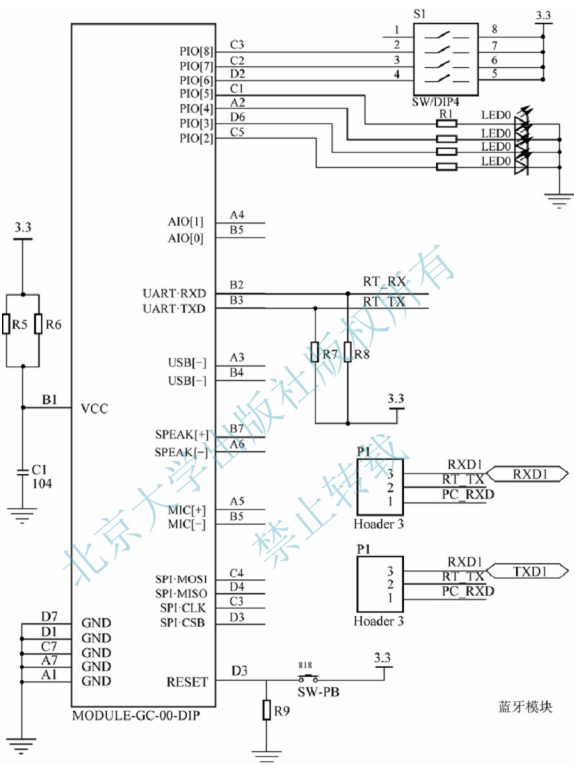 S1
3.3
1 8
PIO[8] C3 2 7
PIO[7] C2 3 6
PIO[6] D2 4 5
PIO[5] C1 SW/DIP4
PIO[4] A2 R1 LED0
PIO[3] D6 LED0
PIO[2] C5 LED0
LED0
AIO[1] A4
AIO[0] B5
3.3
UART·RXD B2 RT_RX
UART·TXD B3 RT_TX
R5 R6
R7 R8
USB[−] A3
USB[−] B4
3.3
B1 VCC
SPEAK[+] B7
SPEAK[−] A6
C1
104
P1
3 RXD1 RXD1
2 RT_TX
1 PC_RXD
Hoader 3
MIC[+] A5
MIC[−] B5
P1
3 RXD1 TXD1
2 RT_TX
1 PC_RXD
Hoader 3
SPI·MOSI C4
SPI·MISO D4
SPI·CLK C3
SPI·CSB D3
D7 GND
D1 GND
C7 GND
A7 GND
A1 GND
RESET D3 818 3.3
SW-PB
R9
MODULE-GC-00-DIP
蓝牙模块
北京大学出版社版权所有
禁止转载